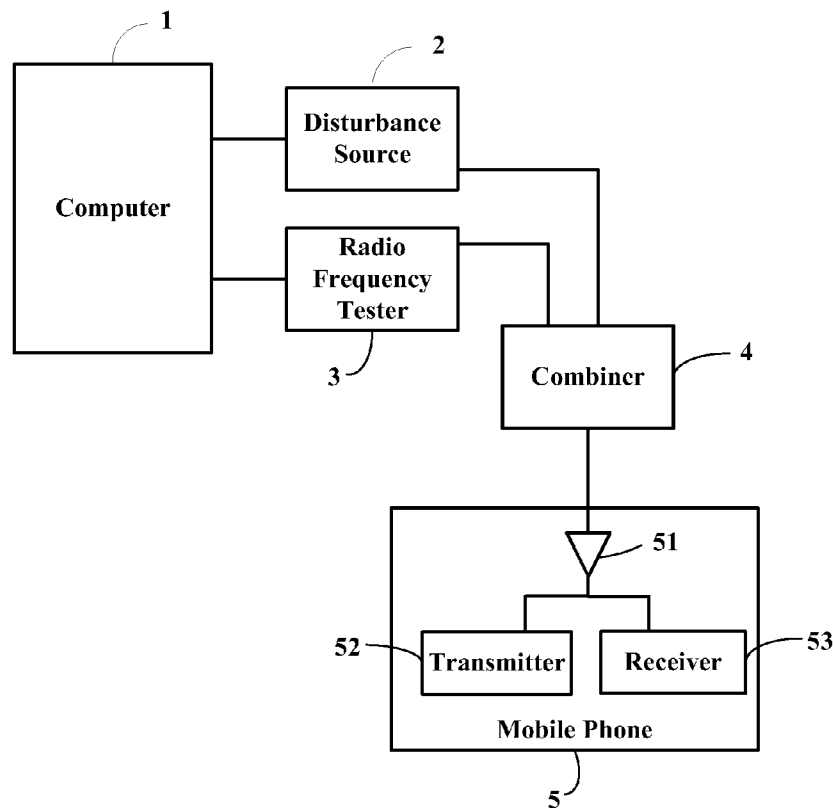 1
2
Disturbance
Source
Computer
Radio
Frequency
Tester
3
4
Combincr
51
52
Transmitter
Receiver
53
Mobile Phone
5